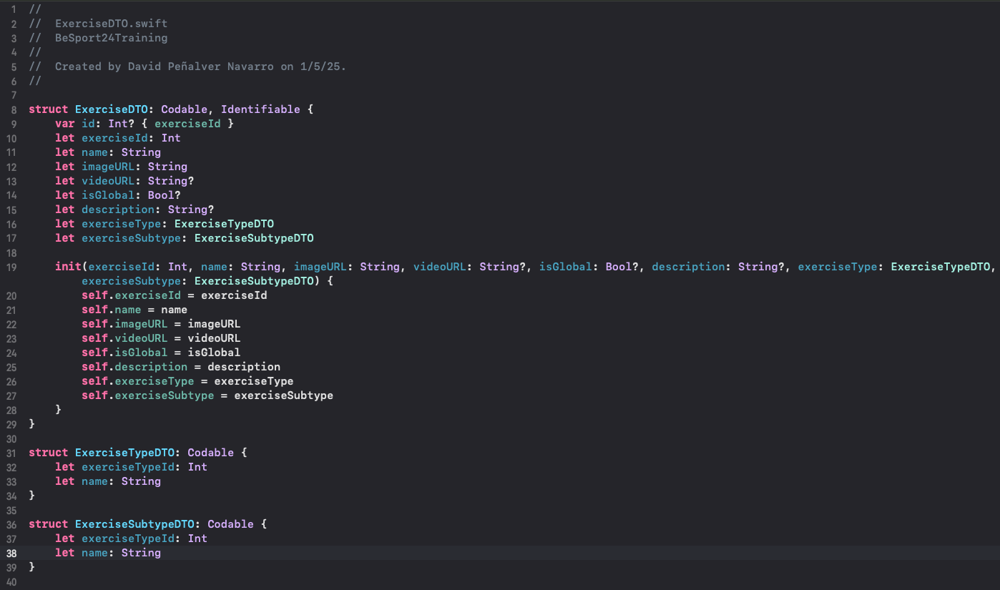 1 //
2 //  ExerciseDTO.swift
3 //  BeSport24Training
4 //
5 //  Created by David Peñalver Navarro on 1/5/25.
6 //
7
8 struct ExerciseDTO: Codable, Identifiable {
9     var id: Int? { exerciseId }
10     let exerciseId: Int
11     let name: String
12     let imageURL: String
13     let videoURL: String?
14     let isGlobal: Bool?
15     let description: String?
16     let exerciseType: ExerciseTypeDTO
17     let exerciseSubtype: ExerciseSubtypeDTO
18
19     init(exerciseId: Int, name: String, imageURL: String, videoURL: String?, isGlobal: Bool?, description: String?, exerciseType: ExerciseTypeDTO,
        exerciseSubtype: ExerciseSubtypeDTO) {
20         self.exerciseId = exerciseId
21         self.name = name
22         self.imageURL = imageURL
23         self.videoURL = videoURL
24         self.isGlobal = isGlobal
25         self.description = description
26         self.exerciseType = exerciseType
27         self.exerciseSubtype = exerciseSubtype
28     }
29 }
30
31 struct ExerciseTypeDTO: Codable {
32     let exerciseTypeId: Int
33     let name: String
34 }
35
36 struct ExerciseSubtypeDTO: Codable {
37     let exerciseTypeId: Int
38     let name: String
39 }
40